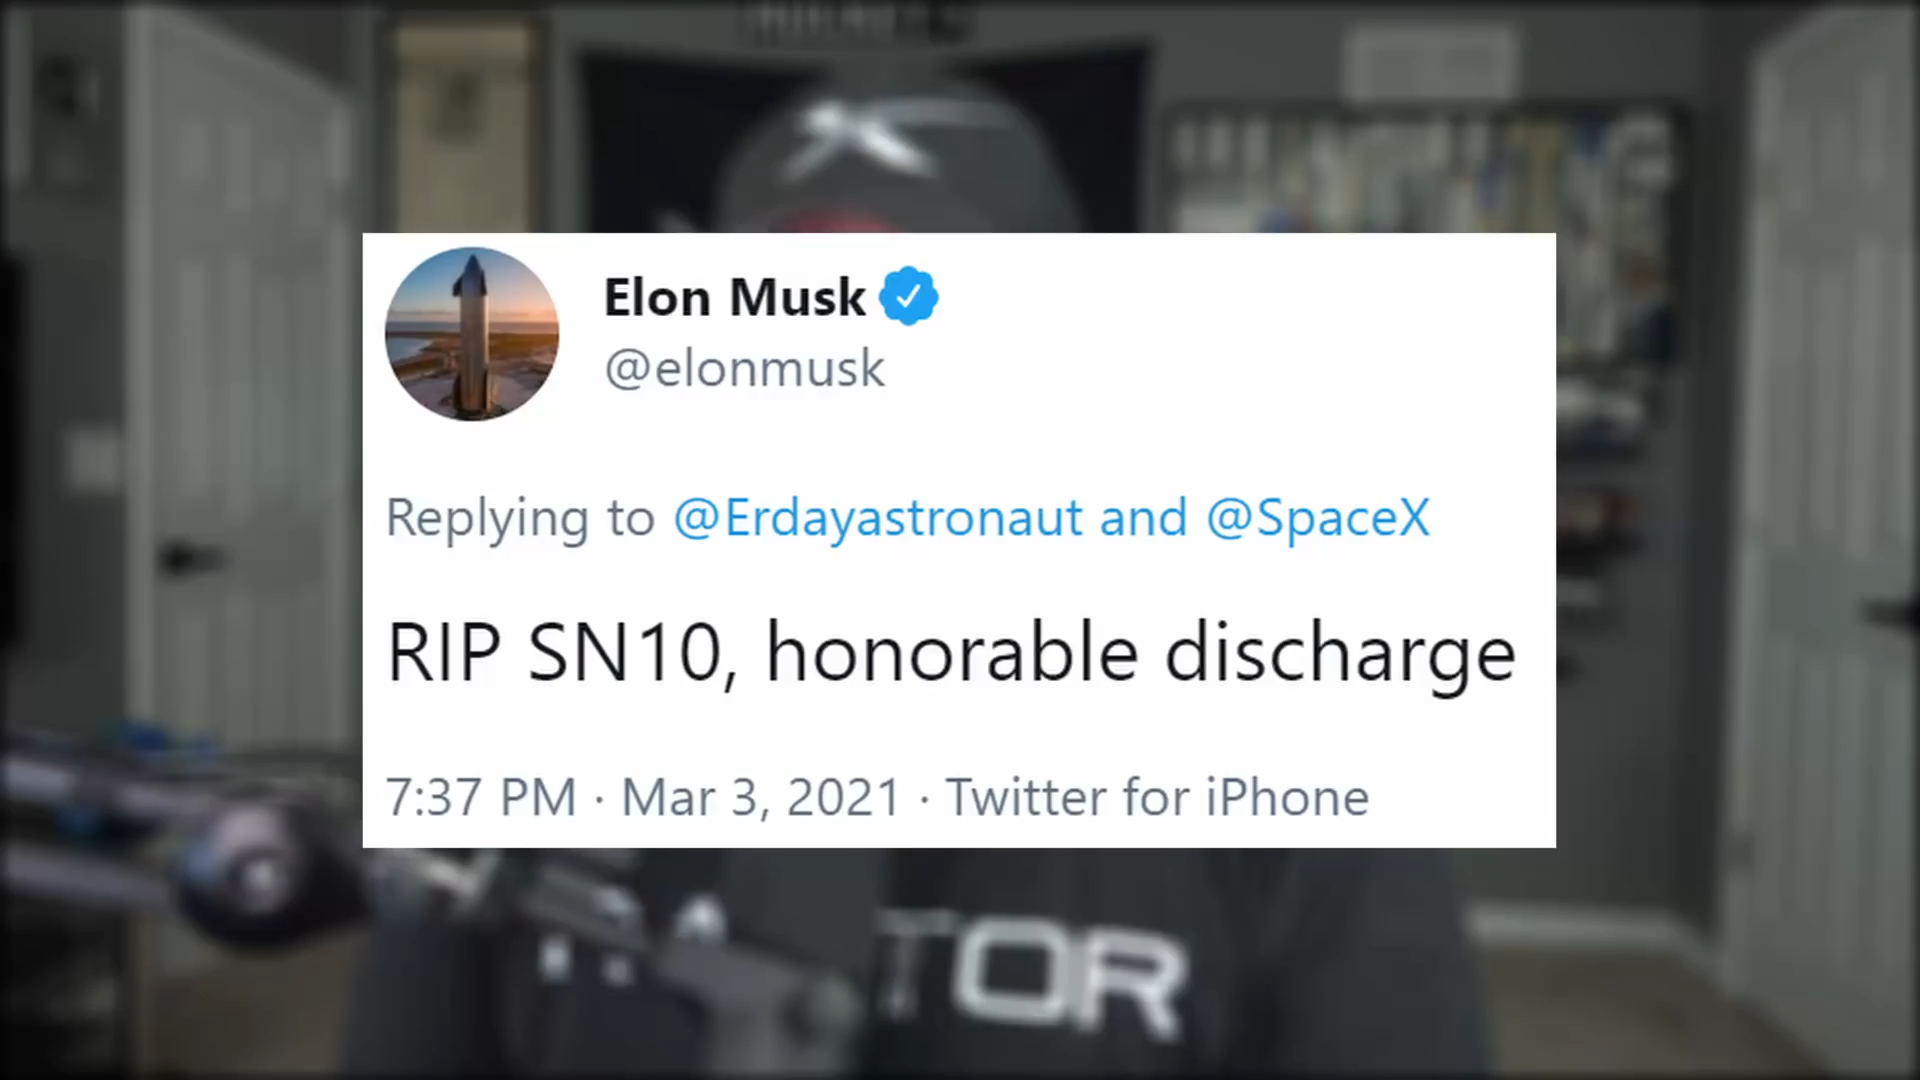 Elon Musk
@elonmusk
Replying to @Erdayastronaut and @SpaceX
RIP SN10, honorable discharge
7:37 PM · Mar 3, 2021 · Twitter for iPhone
TOR